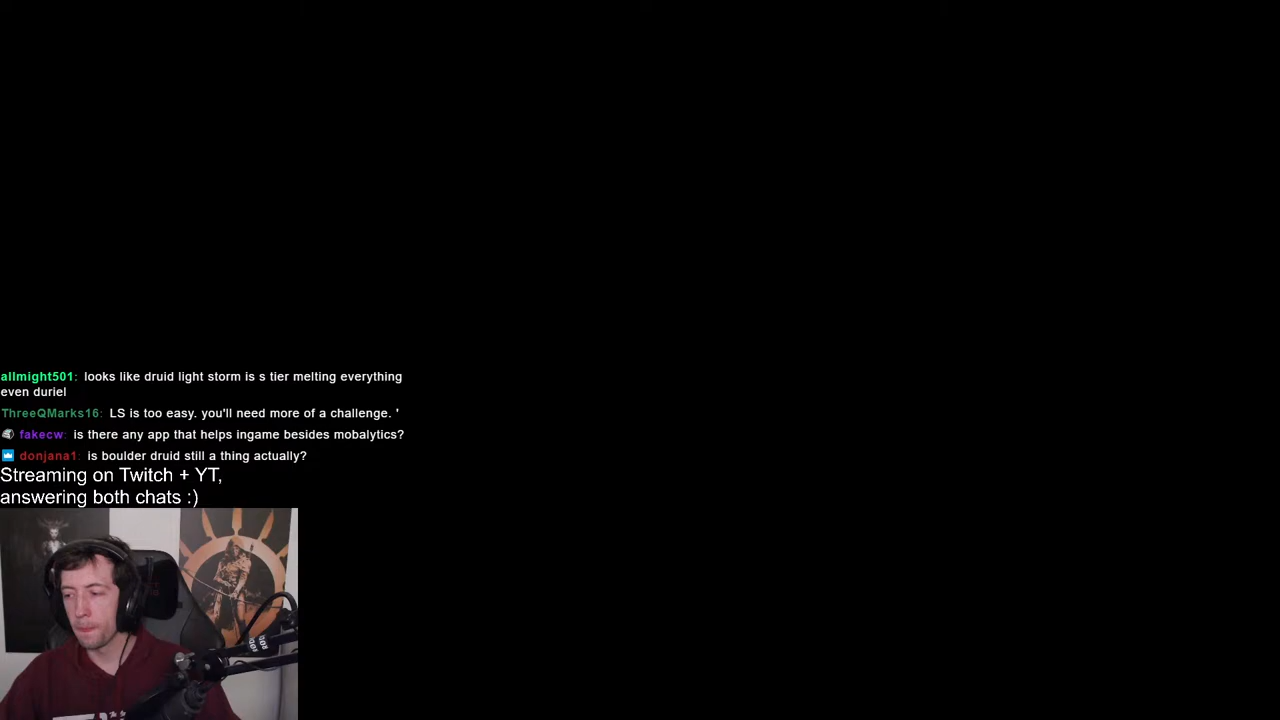 allmight501: looks like druid light storm is s tier melting everything
even duriel
ThreeQMarks16: LS is too easy. you'll need more of a challenge. '
fakecw: is there any app that helps ingame besides mobalytics?
donjana1: is boulder druid still a thing actually?
Streaming on Twitch + YT,
answering both chats :)